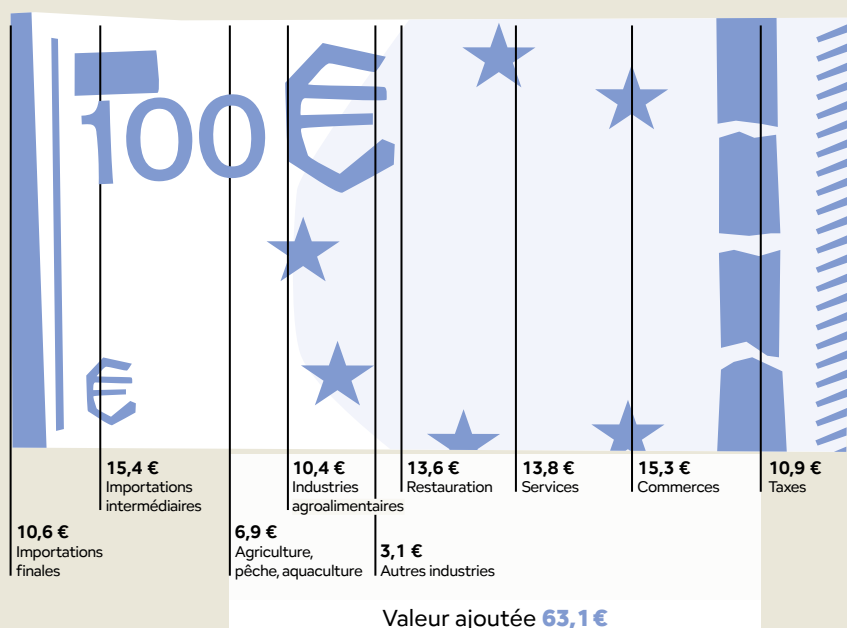 100 €
€
10,6 €
Importations
finales
15,4 €
Importations
intermédiaires
6,9 €
Agriculture,
pêche, aquaculture
10,4 €
Industries
agroalimentaires
3,1 €
Autres industries
13,6 €
Restauration
13,8 €
Services
15,3 €
Commerces
10,9 €
Taxes
Valeur ajoutée 63,1 €